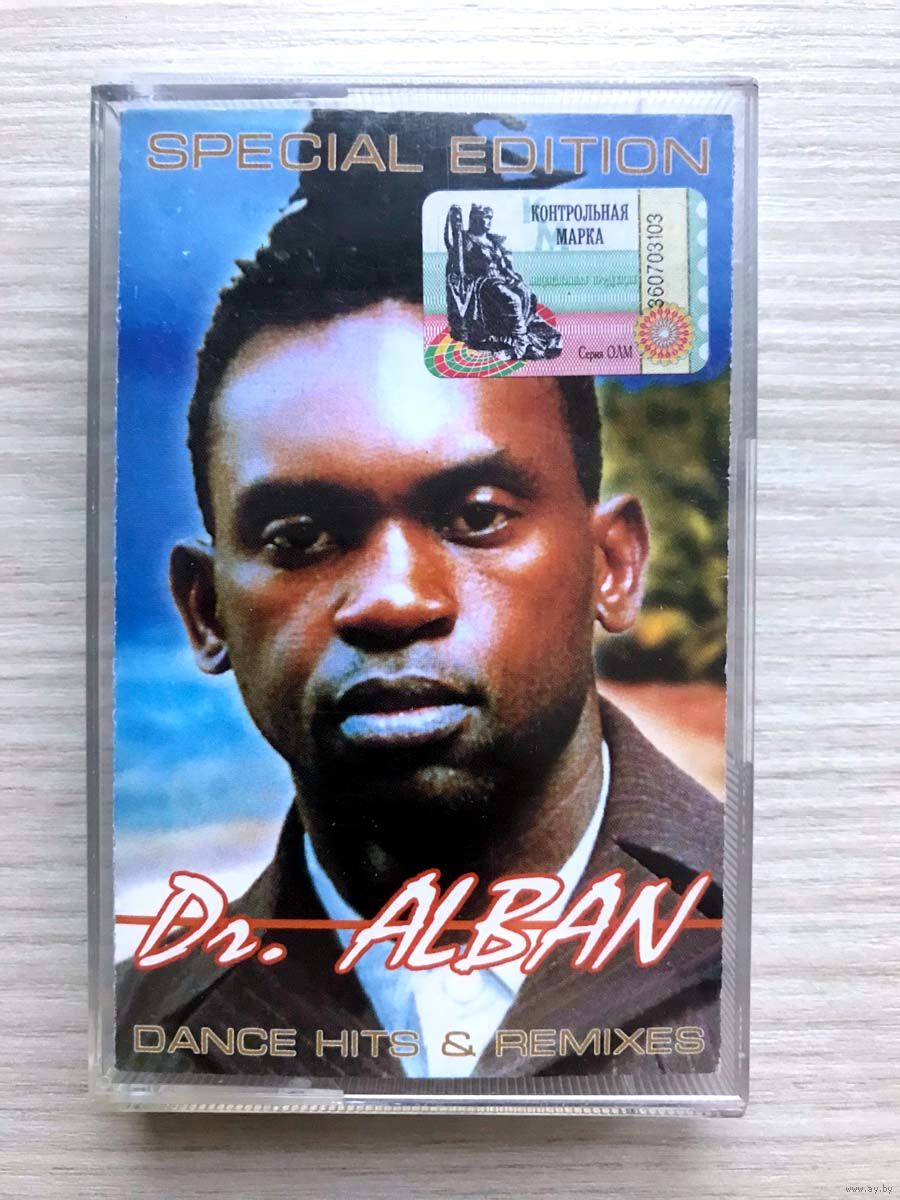 SPECIAL EDITION
КОНТРОЛЬНАЯ
МАРКА
360703103
Серия ОЛМ
Dr. ALBAN
DANCE HITS & REMIXES
www.ay.by